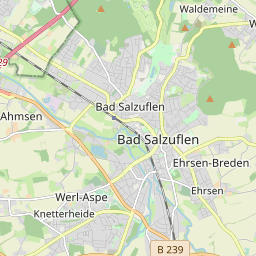 Waldemeine
29
Bad Salzuflen
Ahmsen
Bad Salzuflen
Ehrsen-Breden
Ehrsen
Werl-Aspe
Knetterheide
B 239